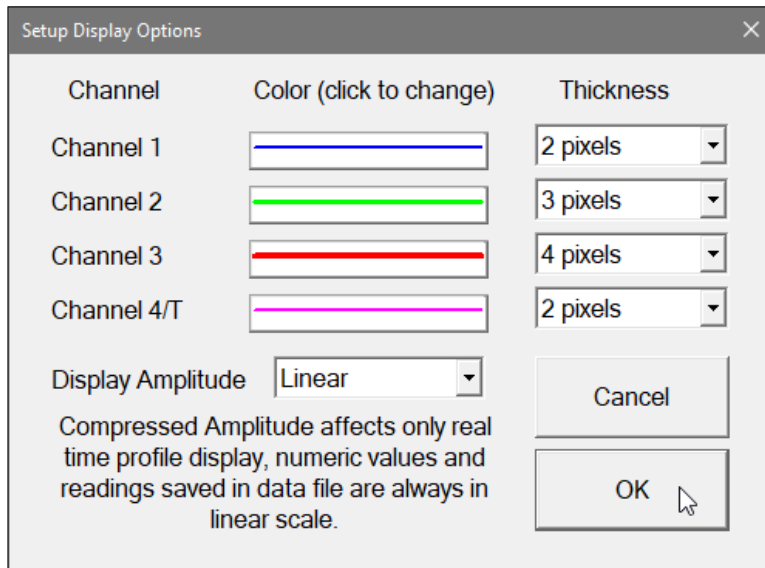 Setup Display Options
Channel Color (click to change) Thickness
Channel 1 2 pixels
Channel 2 3 pixels
Channel 3 4 pixels
Channel 4/T 2 pixels
Display Amplitude Linear
Cancel
Compressed Amplitude affects only real
time profile display, numeric values and
readings saved in data file are always in
linear scale.
OK